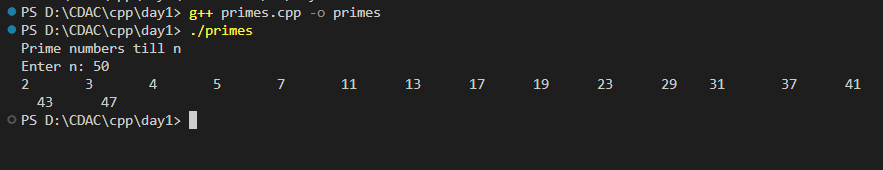 PS D:\CDAC\cpp\day1> g++ primes.cpp -o primes
PS D:\CDAC\cpp\day1> ./primes
Prime numbers till n
Enter n: 50
2 3 4 5 7 11 13 17 19 23 29 31 37 41
43 47
PS D:\CDAC\cpp\day1>